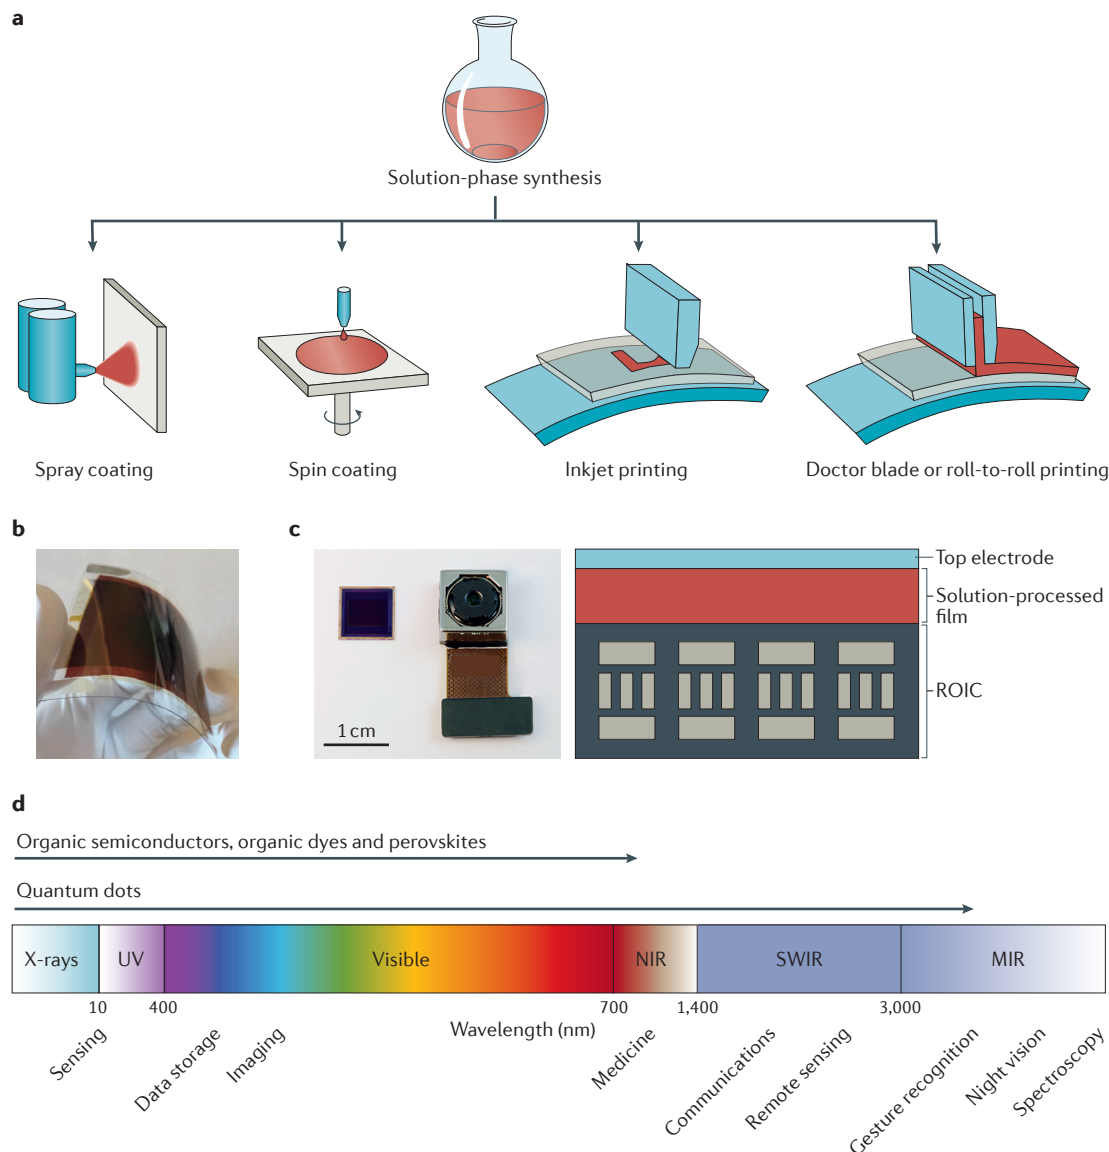 a
Solution-phase synthesis
Spray coating
Spin coating
Inkjet printing
Doctor blade or roll-to-roll printing
b
c
1 cm
Top electrode
Solution-processed
film
ROIC
d
Organic semiconductors, organic dyes and perovskites
Quantum dots
X-rays
UV
Visible
NIR
SWIR
MIR
10
400
700
1,400
3,000
Wavelength (nm)
Sensing
Data storage
Imaging
Medicine
Communications
Remote sensing
Gesture recognition
Night vision
Spectroscopy